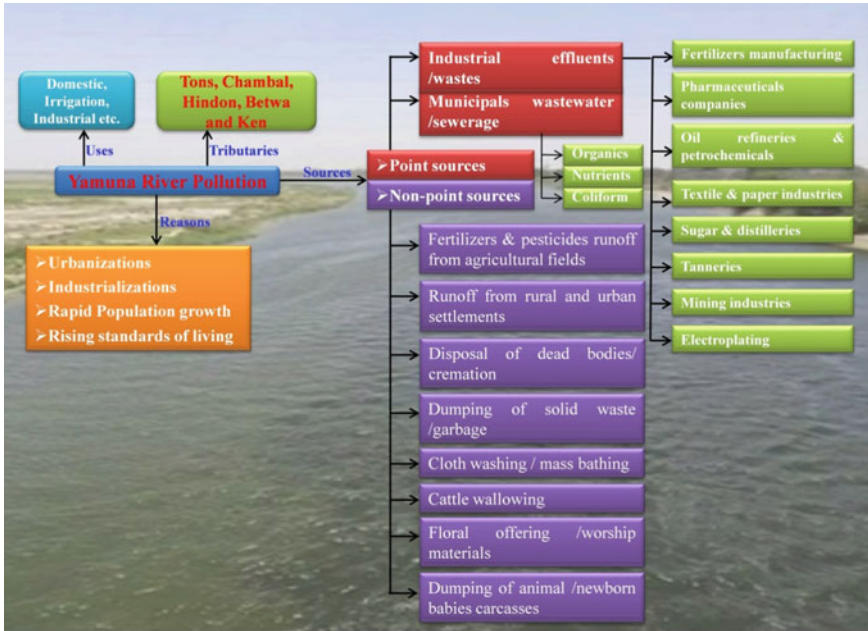 Domestic,
Irrigation,
Industrial etc.
Tons, Chambal,
Hindon, Betwa
and Ken
Uses
Tributaries
Yamuna River Pollution
Sources
Reasons
➢Urbanizations
➢Industrializations
➢Rapid Population growth
➢Rising standards of living
Industrial effluents
/wastes
Municipals wastewater
/sewerage
➢Point sources
➢Non-point sources
Organics
Nutrients
Coliform
Fertilizers & pesticides runoff
from agricultural fields
Runoff from rural and urban
settlements
Disposal of dead bodies/
cremation
Dumping of solid waste
/garbage
Cloth washing / mass bathing
Cattle wallowing
Floral offering /worship
materials
Dumping of animal /newborn
babies carcasses
Fertilizers manufacturing
Pharmaceuticals
companies
Oil refineries &
petrochemicals
Textile & paper industries
Sugar & distilleries
Tanneries
Mining industries
Electroplating